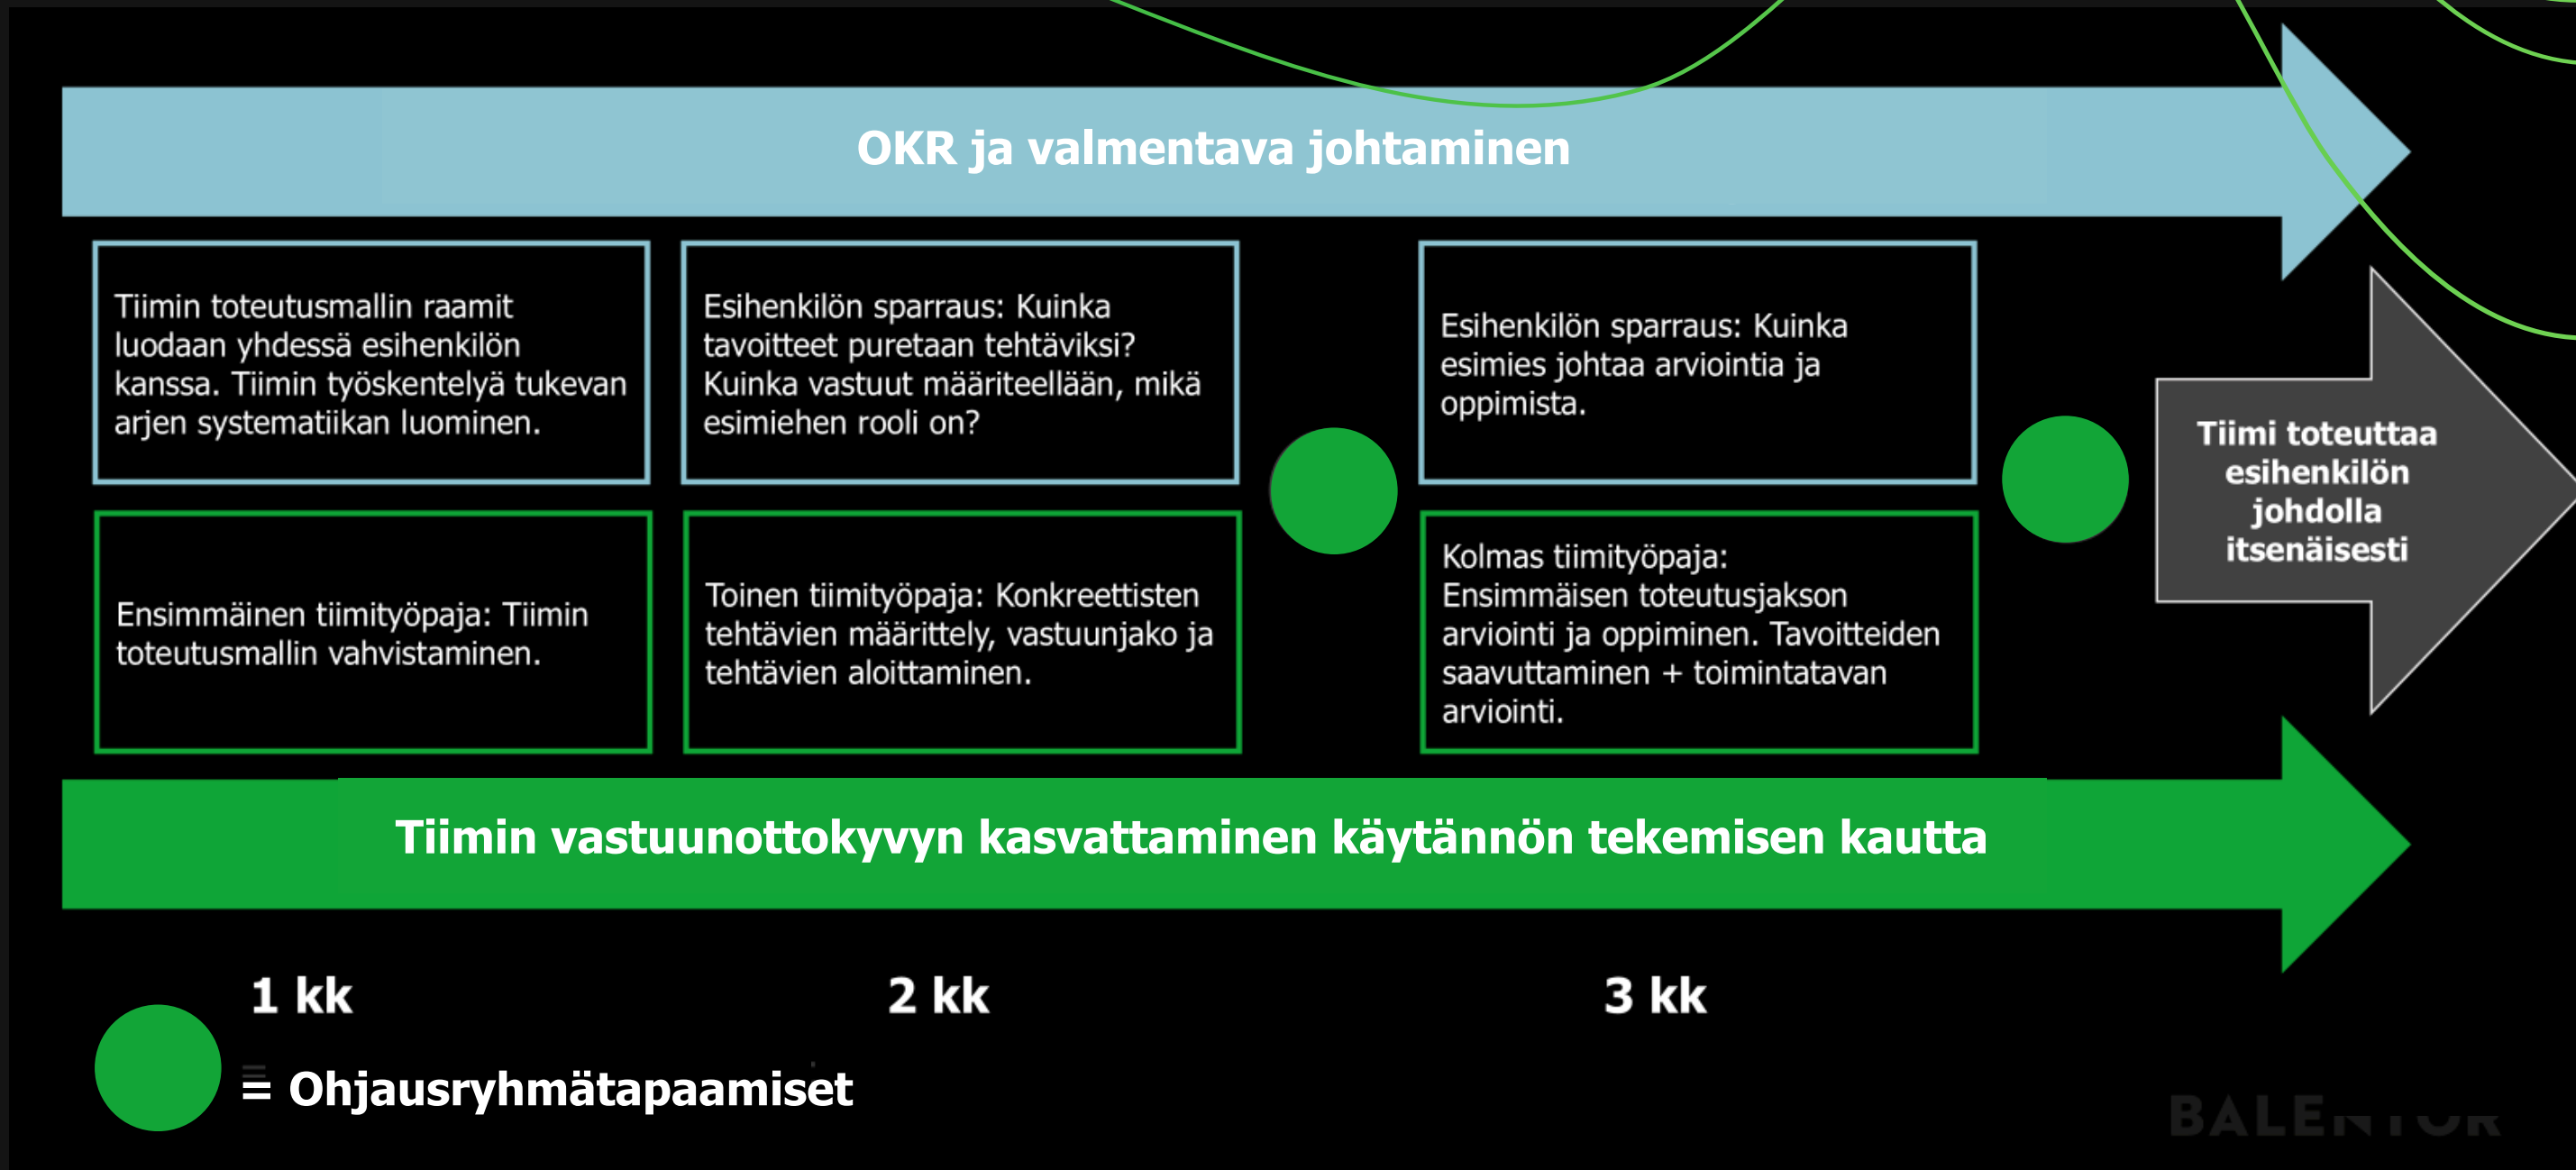 OKR ja valmentava johtaminen
Tiimin toteutusmallin raamit
luodaan yhdessä esihenkilön
kanssa. Tiimin työskentelyä tukevan
arjen systematiikan luominen.
Esihenkilön sparraus: Kuinka
tavoitteet puretaan tehtäviksi?
Kuinka vastuut määriteellään, mikä
esimiehen rooli on?
Esihenkilön sparraus: Kuinka
esimies johtaa arviointia ja
oppimista.
Tiimi toteuttaa
esihenkilön
johdolla
itsenäisesti
Ensimmäinen tiimityöpaja: Tiimin
toteutusmallin vahvistaminen.
Toinen tiimityöpaja: Konkreettisten
tehtävien määrittely, vastuunjako ja
tehtävien aloittaminen.
Kolmas tiimityöpaja:
Ensimmäisen toteutusjakson
arviointi ja oppiminen. Tavoitteiden
saavuttaminen + toimintatavan
arviointi.
Tiimin vastuunottokyvyn kasvattaminen käytännön tekemisen kautta
1 kk
2 kk
3 kk
= Ohjausryhmätapaamiset